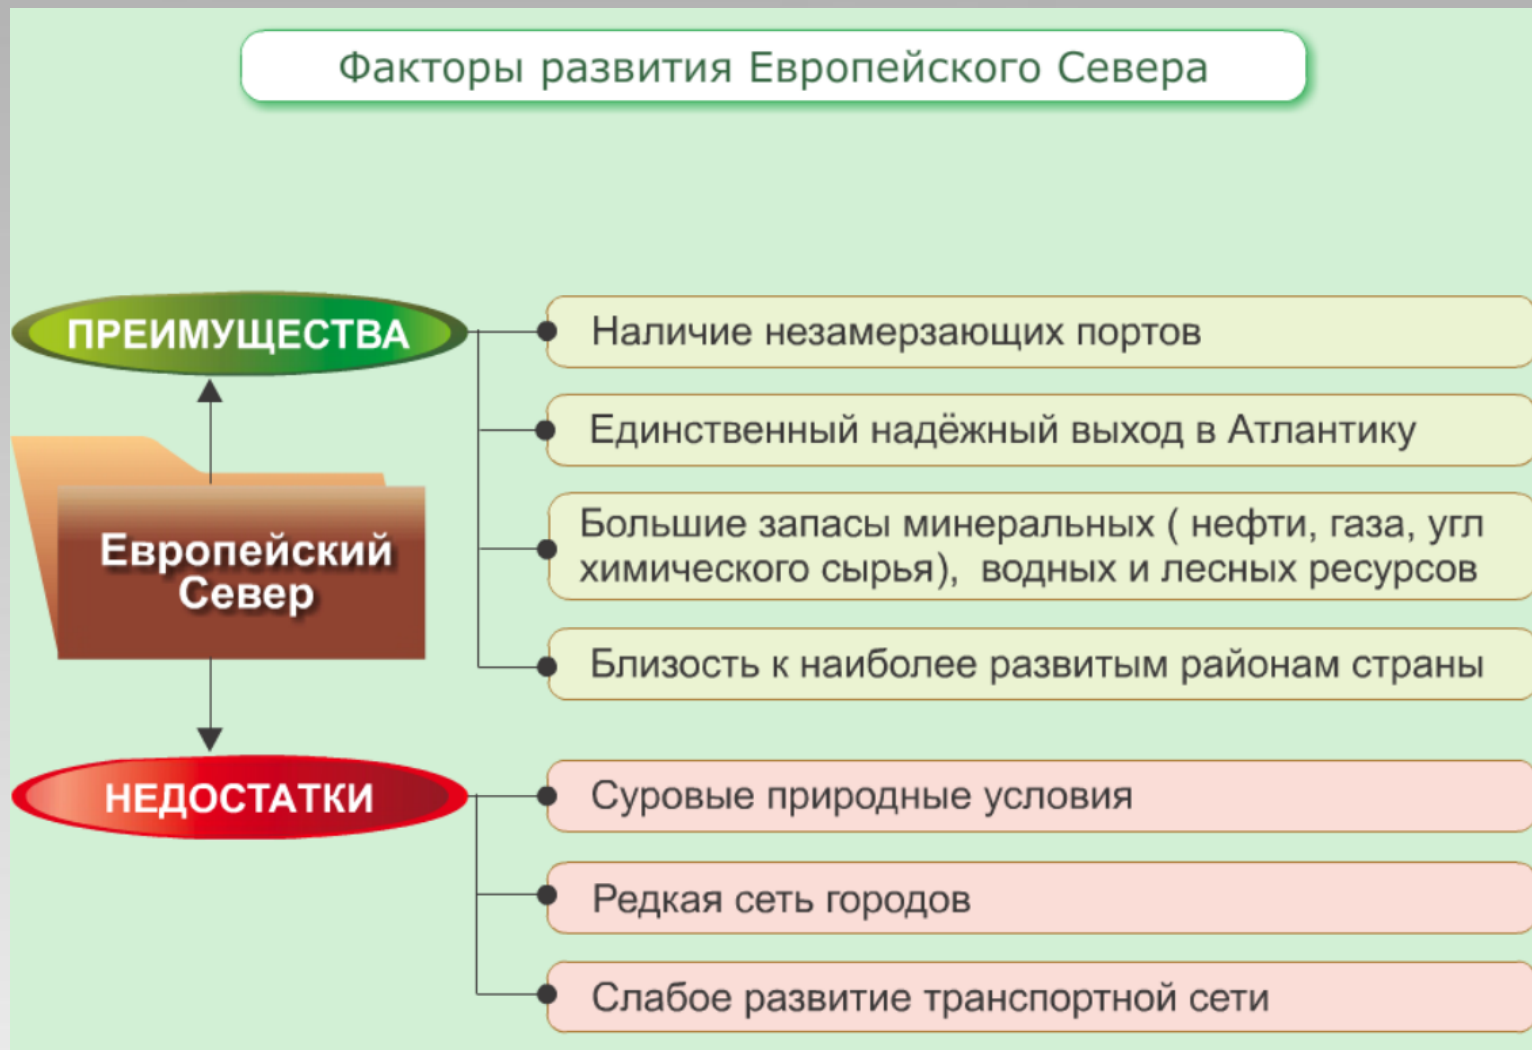 Факторы развития Европейского Севера
ПРЕИМУЩЕСТВА
Наличие незамерзающих портов
Единственный надёжный выход в Атлантику
Большие запасы минеральных ( нефти, газа, угл
химического сырья), водных и лесных ресурсов
Близость к наиболее развитым районам страны
Европейский
Север
НЕДОСТАТКИ
Суровые природные условия
Редкая сеть городов
Слабое развитие транспортной сети